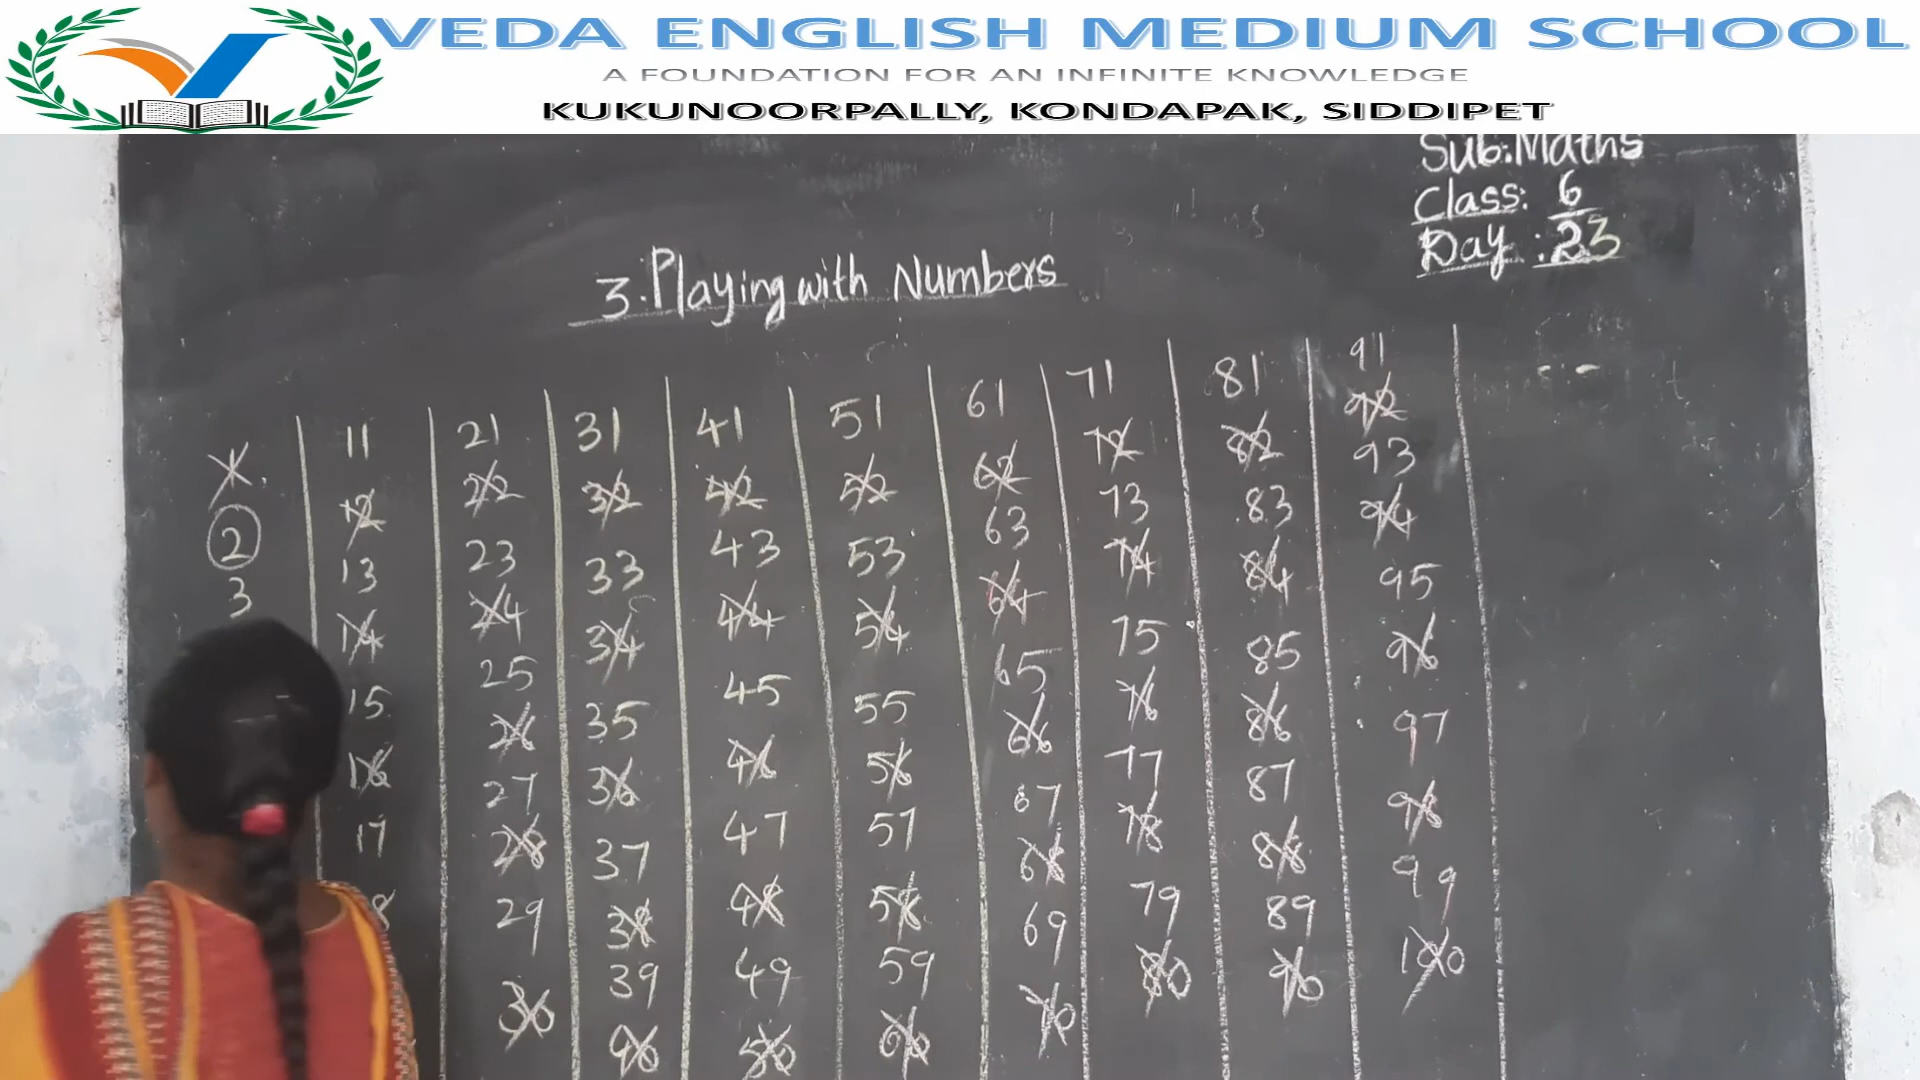 VEDA ENGLISH MEDIUM SCHOOL
A FOUNDATION FOR AN INFINITE KNOWLEDGE
KUKUNOORPALLY, KONDAPAK, SIDDIPET
Sub: Maths
Class: 6
Day: 23
3. Playing with Numbers
1 11 21 31 41 51 61 71 81 91
2 12 22 32 42 52 62 72 82 92
3 13 23 33 43 53 63 73 83 93
14 24 34 44 54 64 74 84 94
15 25 35 45 55 65 75 85 95
16 26 36 46 56 66 76 86 96
17 27 37 47 57 67 77 87 97
8 28 38 48 58 68 78 88 98
29 39 49 59 69 79 89 99
30 40 50 60 70 80 90 100